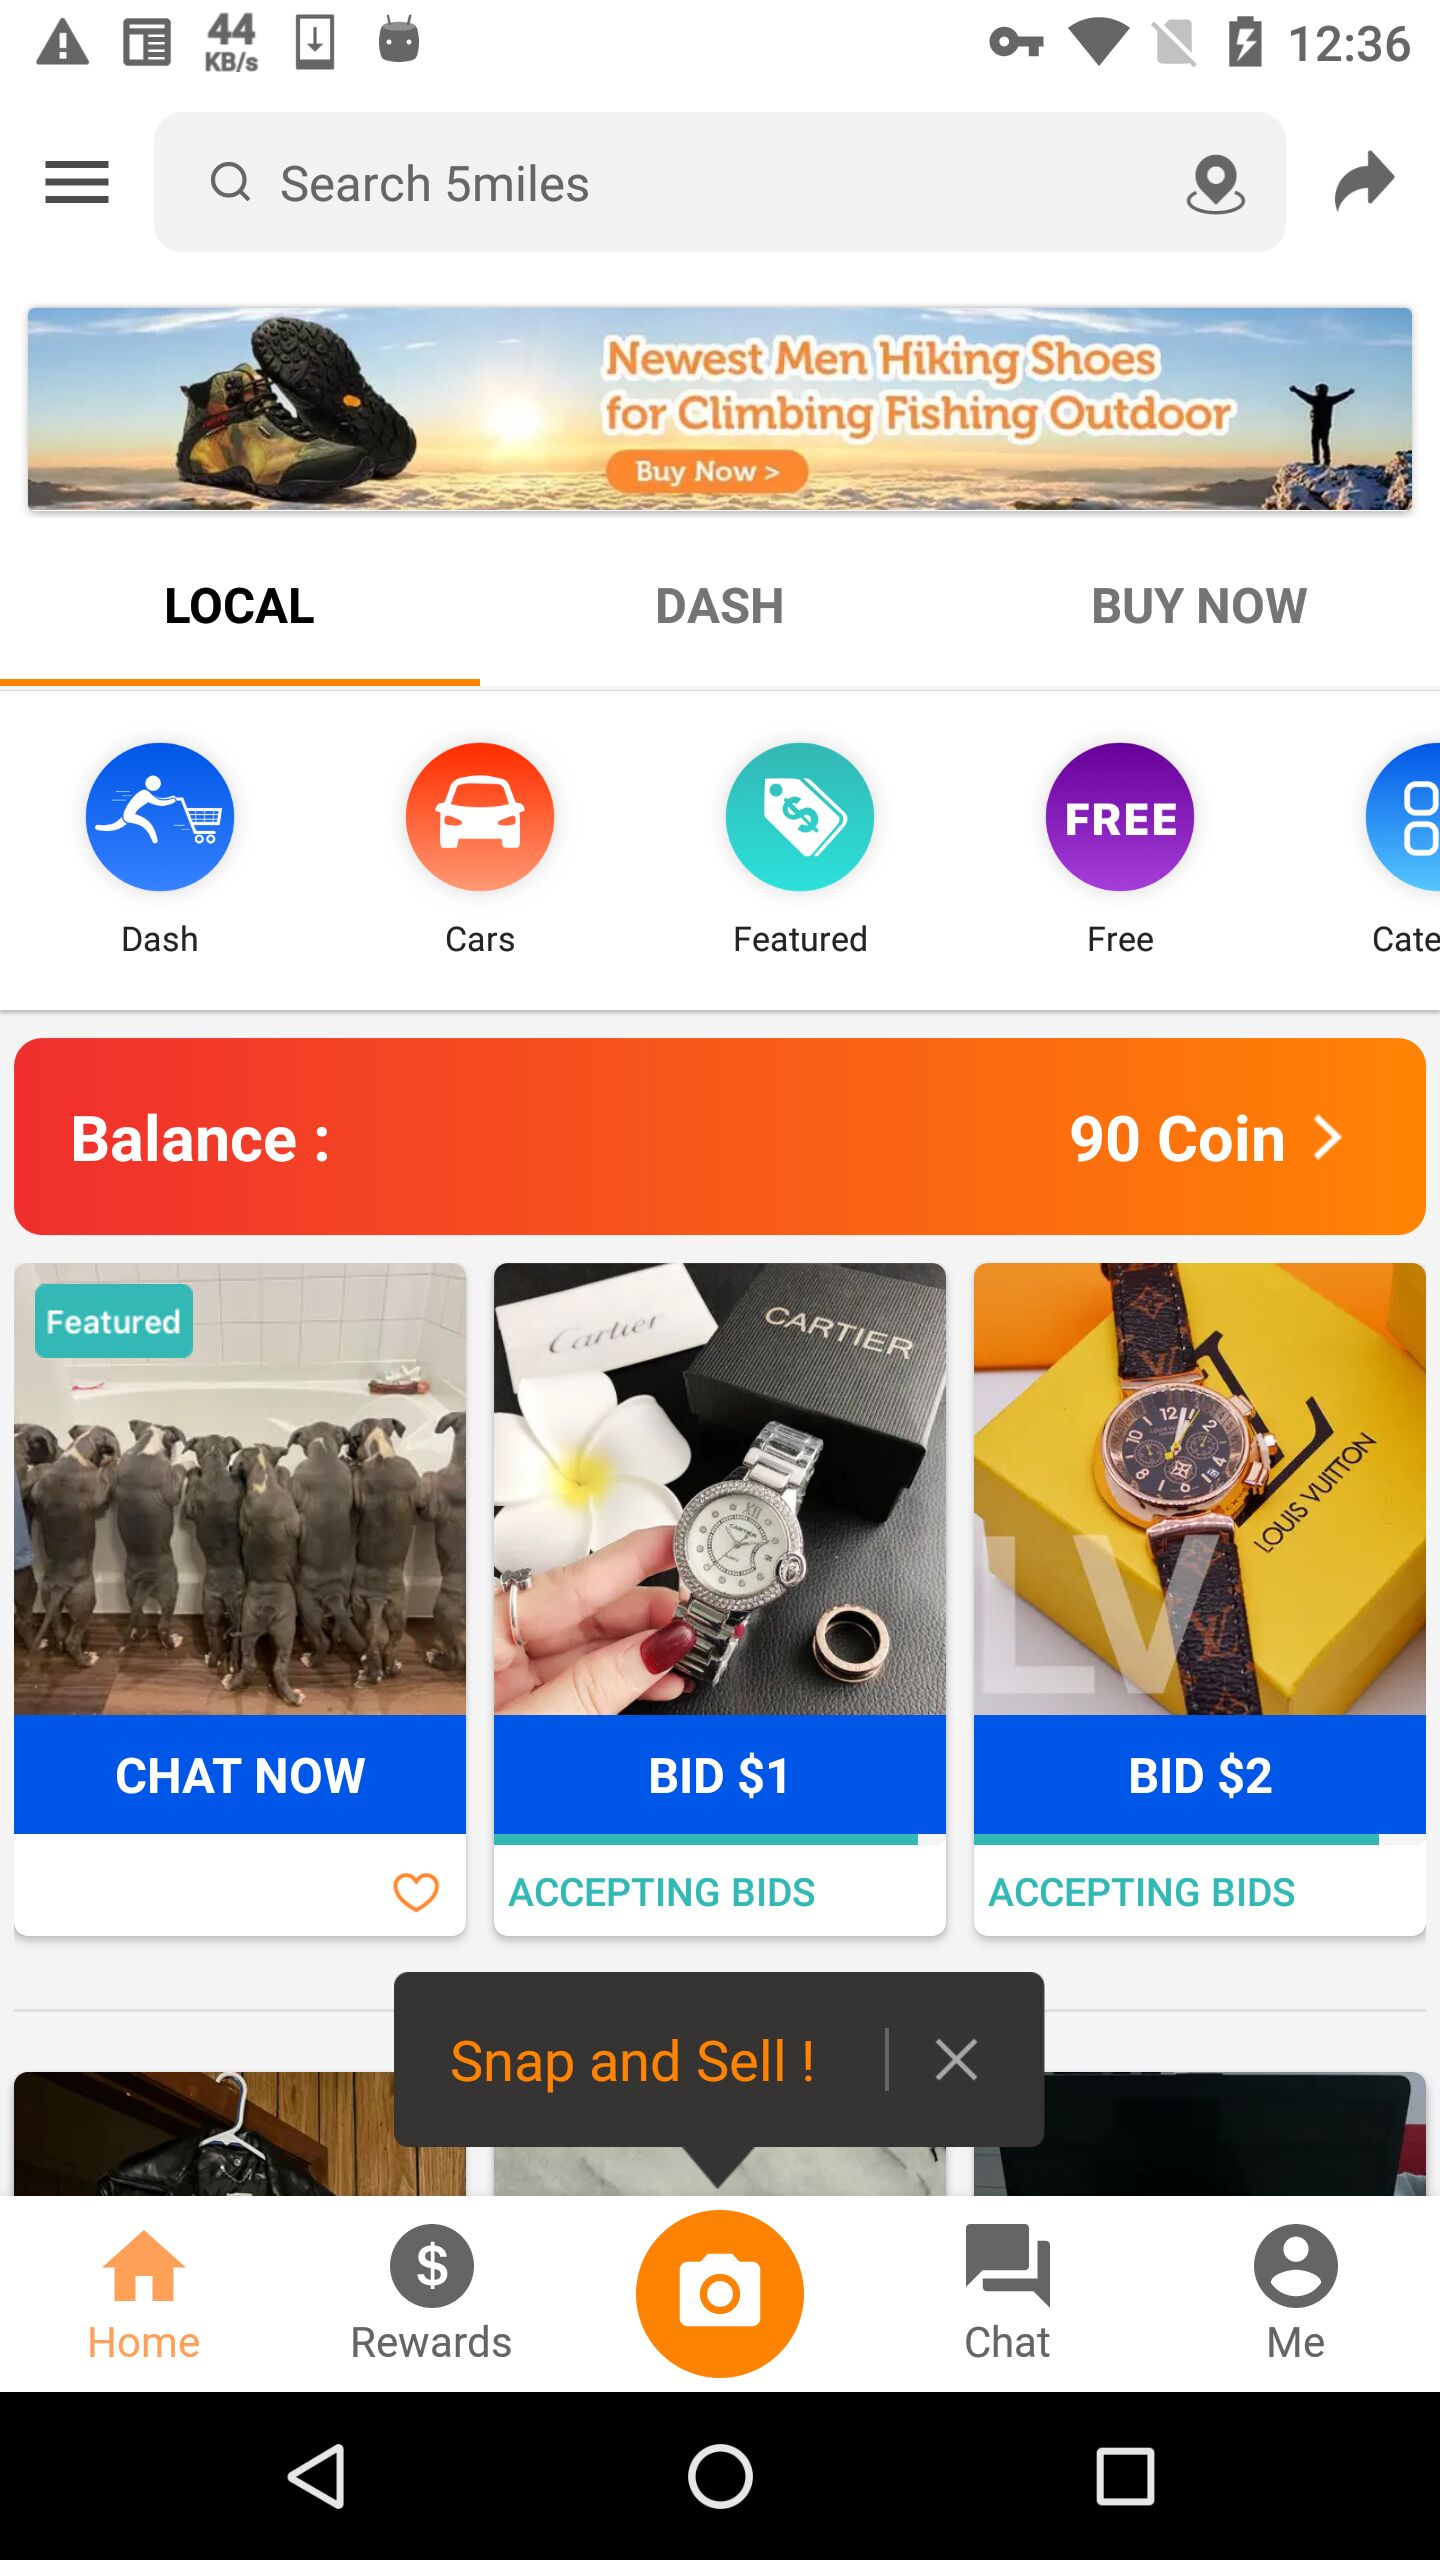 44
KB/s
12:36
Search 5miles
Newest Men Hiking Shoes
for Climbing Fishing Outdoor
Buy Now >
LOCAL
DASH
BUY NOW
FREE
Dash
Cars
Featured
Free
Cate
Balance :
90 Coin
Featured
Cartier
CARTIER
LOUIS VUITTON
LV
CHAT NOW
BID $1
BID $2
ACCEPTING BIDS
ACCEPTING BIDS
Snap and Sell !
Home
Rewards
Chat
Me